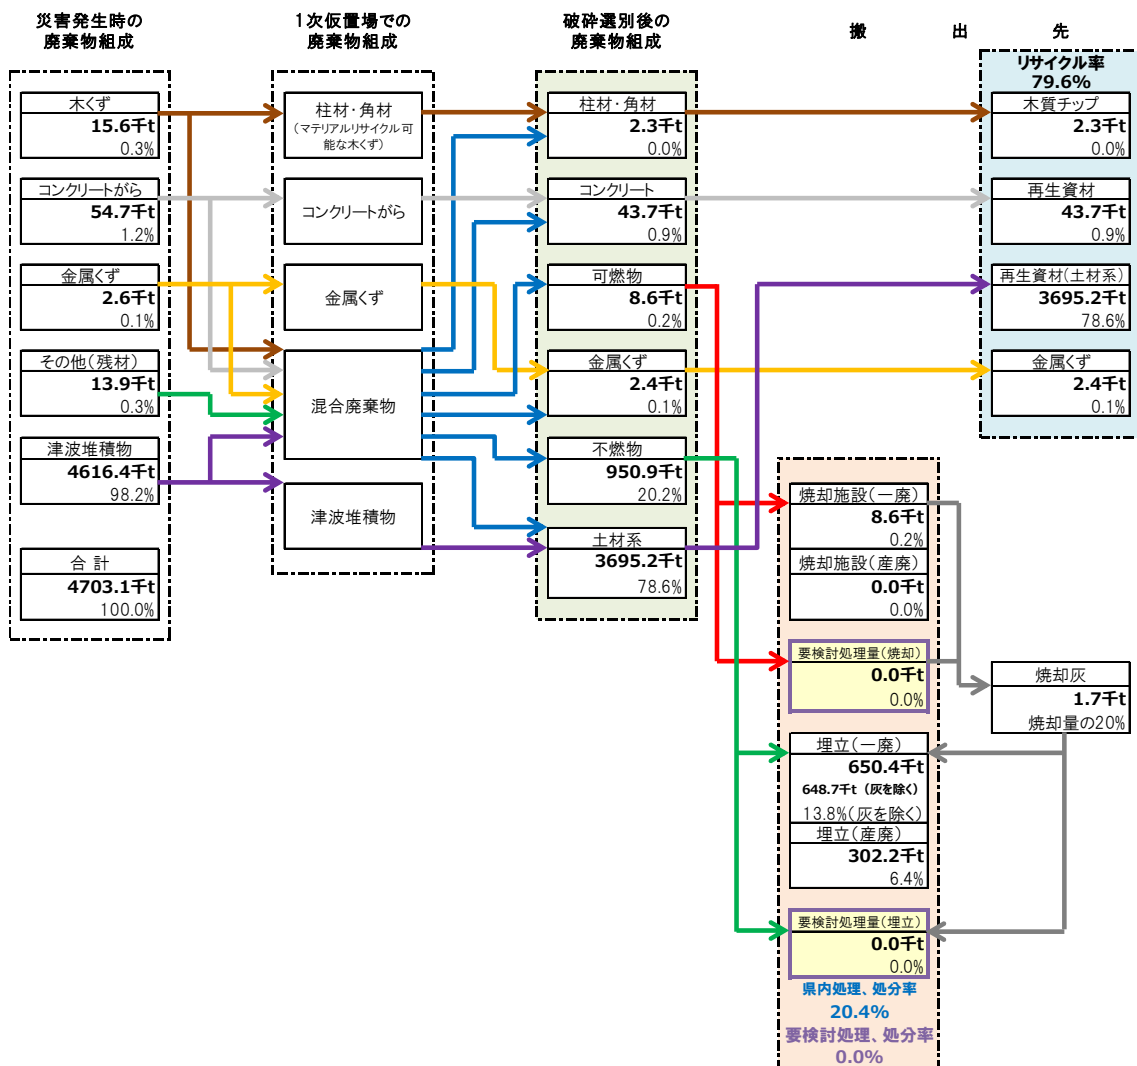 災害発生時の
廃棄物組成
木くず
15.6千t
0.3%
コンクリートがら
54.7千t
1.2%
金属くず
2.6千t
0.1%
その他(残材)
13.9千t
0.3%
津波堆積物
4616.4千t
98.2%
合計
4703.1千t
100.0%
1次仮置場での
廃棄物組成
柱材・角材
(マテリアルリサイクル可
能な木くず)
コンクリートがら
金属くず
混合廃棄物
津波堆積物
破砕選別後の
廃棄物組成
柱材・角材
2.3千t
0.0%
コンクリート
43.7千t
0.9%
可燃物
8.6千t
0.2%
金属くず
2.4千t
0.1%
不燃物
950.9千t
20.2%
土材系
3695.2千t
78.6%
搬 出 先
リサイクル率
79.6%
木質チップ
2.3千t
0.0%
再生資材
43.7千t
0.9%
再生資材(土材系)
3695.2千t
78.6%
金属くず
2.4千t
0.1%
焼却施設(一廃)
8.6千t
0.2%
焼却施設(産廃)
0.0千t
0.0%
要検討処理量(焼却)
0.0千t
0.0%
焼却灰
1.7千t
焼却量の20%
埋立(一廃)
650.4千t
648.7千t (灰を除く)
13.8%(灰を除く)
埋立(産廃)
302.2千t
6.4%
要検討処理量(埋立)
0.0千t
0.0%
県内処理、処分率
20.4%
要検討処理、処分率
0.0%